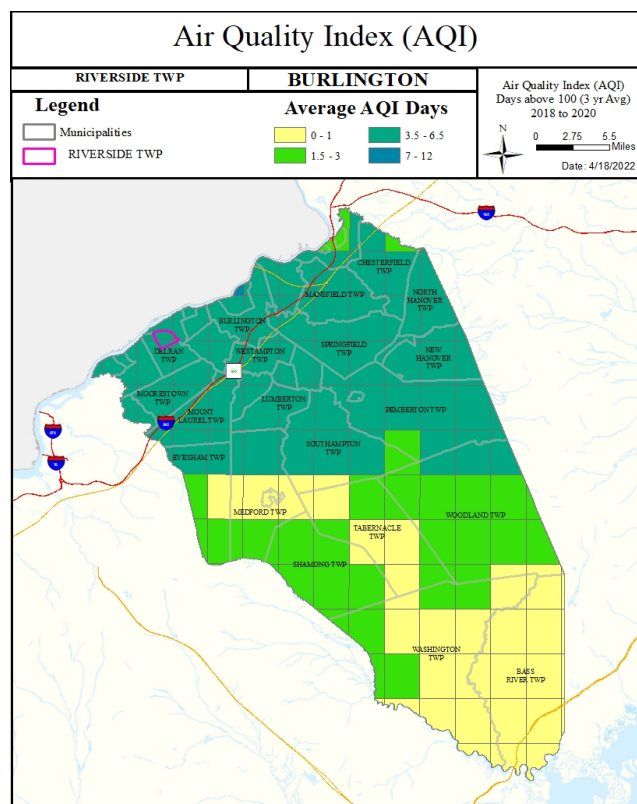 Air Quality Index (AQI)
RIVERSIDE TWP
BURLINGTON
Legend
Municipalities
RIVERSIDE TWP
Average AQI Days
0 - 1
3.5 - 6.5
1.5 - 3
7 - 12
Air Quality Index (AQI)
Days above 100 (3 yr Avg)
2018 to 2020
N
0 2.75 5.5
Miles
Date: 4/18/2022
CHESTERFIELD
TWP
MANSFIELD TWP
NORTH
HANOVER
TWP
BURLINGTON
TWP
DELRAN
TWP
WESTAMPTON
TWP
SPRINGFIELD
TWP
NEW
HANOVER
TWP
MOORESTOWN
TWP
LUMBERTON
TWP
MOUNT
LAUREL TWP
PEMBERTON TWP
SOUTHAMPTON
TWP
EVESHAM TWP
MEDFORD TWP
WOODLAND TWP
TABERNACLE
TWP
SHAMONG TWP
WASHINGTON
TWP
BASS
RIVER TWP